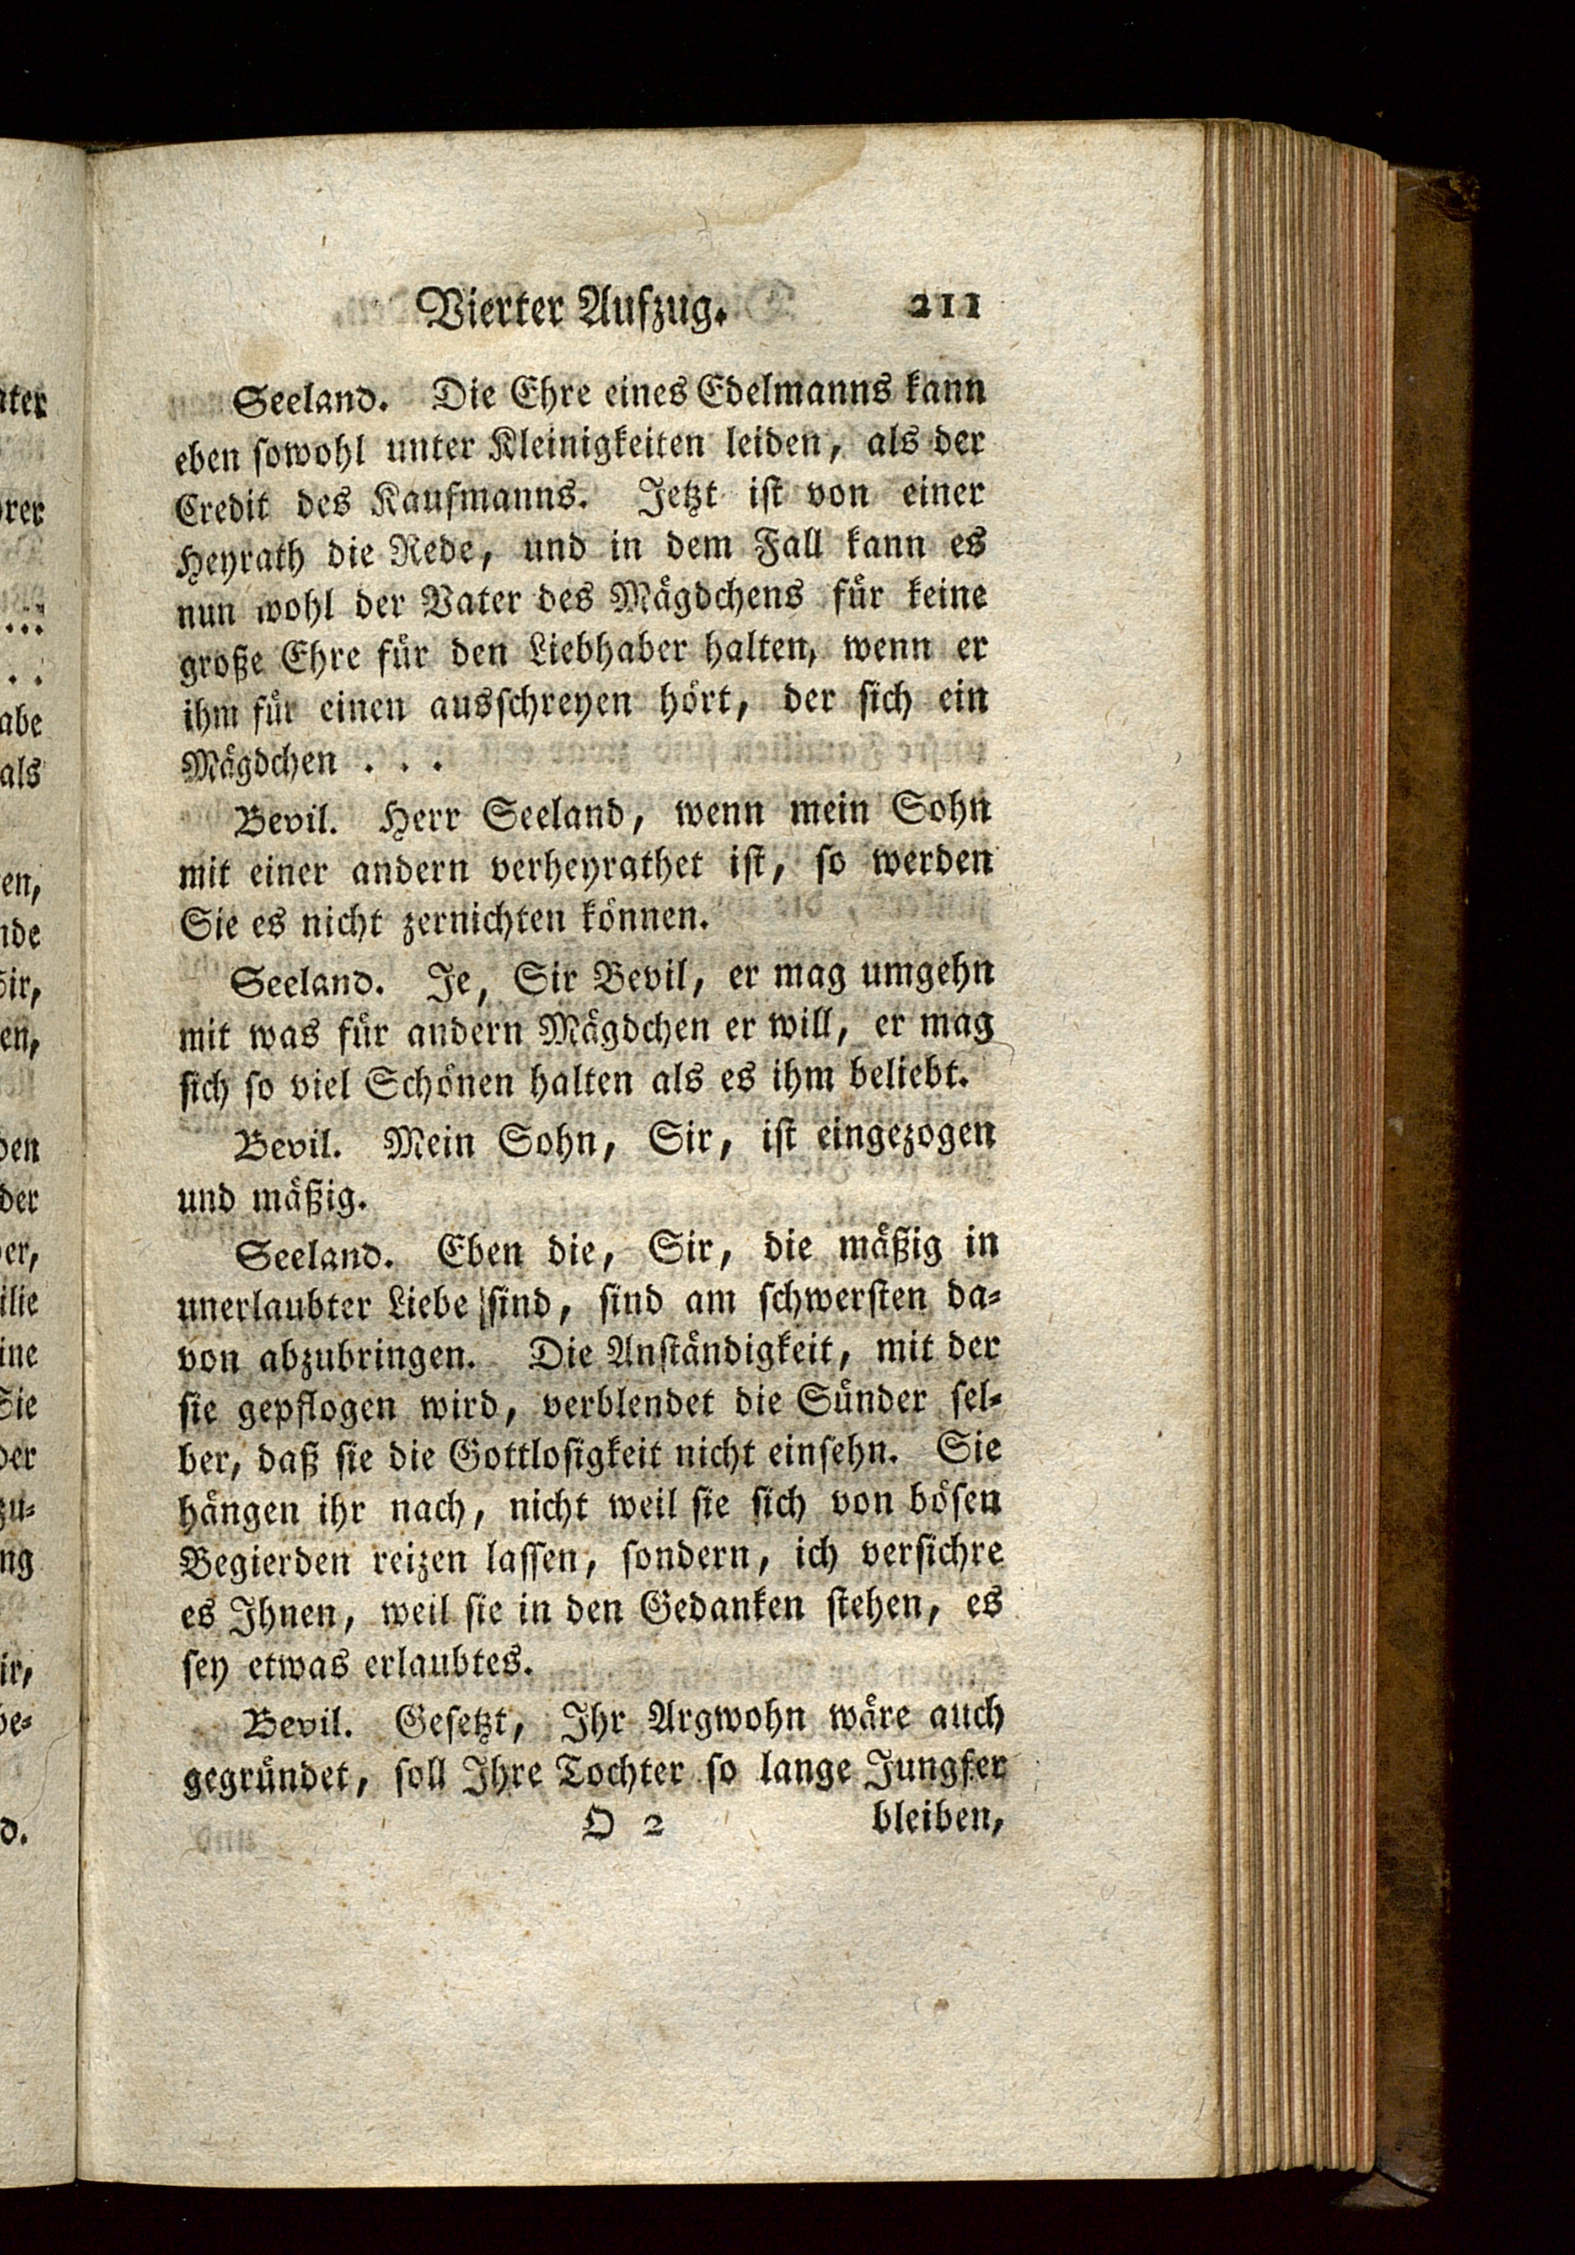 Vierter Aufzug. 211
Seeland. Die Ehre eines Edelmanns kann
eben sowohl unter Kleinigkeiten leiden, als der
Credit des Kaufmanns. Jetzt ist von einer
Heyrath die Rede, und in dem Fall kann es
nun wohl der Vater des Mägdchens für keine
große Ehre für den Liebhaber halten, wenn er
ihm für einen ausschreyen hört, der sich ein
Mägdchen . . .
Bevil. Herr Seeland, wenn mein Sohn
mit einer andern verheyrathet ist, so werden
Sie es nicht zernichten können.
Seeland. Je, Sir Bevil, er mag umgehn
mit was für andern Mägdchen er will, er mag
sich so viel Schönen halten als es ihm beliebt.
Bevil. Mein Sohn, Sir, ist eingezogen
und mäßig.
Seeland. Eben die, Sir, die mäßig in
unerlaubter Liebe sind, sind am schwersten da-
von abzubringen. Die Anständigkeit, mit der
sie gepflogen wird, verblendet die Sünder sel-
ber, daß sie die Gottlosigkeit nicht einsehn. Sie
hängen ihr nach, nicht weil sie sich von bösen
Begierden reizen lassen, sondern, ich versichre
es Ihnen, weil sie in den Gedanken stehen, es
sey etwas erlaubtes.
Bevil. Gesetzt, Ihr Argwohn wäre auch
gegründet, soll Ihre Tochter so lange Jungfer
O 2 bleiben,